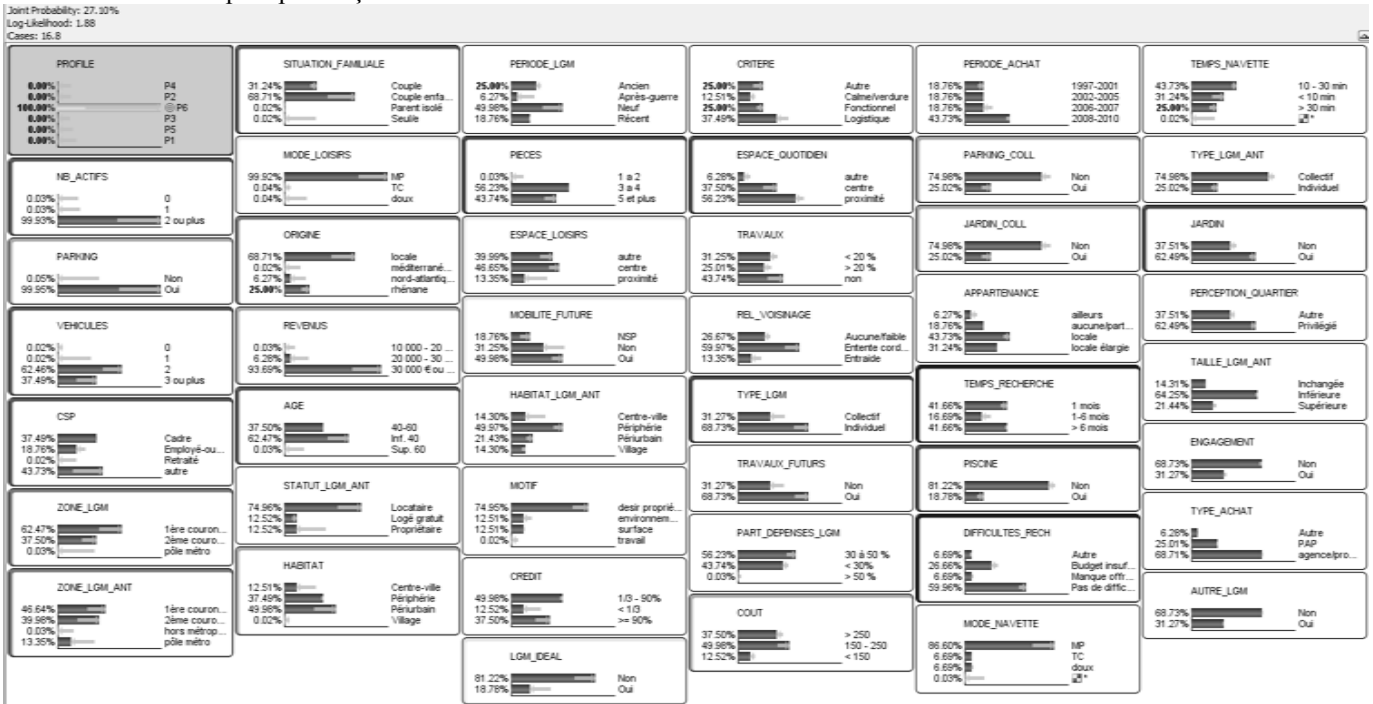 Joint Probability: 27.10%
Log-Likelihood: 1.88
Cases: 16.8
PROFILE
0.00% P4
0.00% P2
100.00% P6
0.00% P3
0.00% P5
0.00% P1
NB_ACTIFS
0.03% 0
0.03% 1
99.93% 2 ou plus
PARKING
0.05% Non
99.95% Oui
VEHICULES
0.02% 0
0.02% 1
62.46% 2
37.49% 3 ou plus
CSP
37.49% Cadre
18.76% Employé-ou...
0.02% Retraité
43.73% autre
ZONE_LGM
62.47% 1ère couron...
37.50% 2ème couro...
0.03% pôle métro
ZONE_LGM_ANT
46.64% 1ère couron...
39.98% 2ème couro...
0.03% hors métrop...
13.35% pôle métro
SITUATION_FAMILIALE
31.24% Couple
68.71% Couple enfa...
0.02% Parent isolé
0.02% Seul/e
MODE_LOISIRS
99.92% MP
0.04% TC
0.04% doux
ORIGINE
68.71% locale
0.02% méditerrané...
6.27% nord-atlantiq...
25.00% rhénane
REVENUS
0.03% 10 000 - 20 ...
6.28% 20 000 - 30 ...
93.69% 30 000 € ou ...
AGE
37.50% 40-60
62.47% Inf. 40
0.03% Sup. 60
STATUT_LGM_ANT
74.96% Locataire
12.52% Logé gratuit
12.52% Propriétaire
HABITAT
12.51% Centre-ville
37.49% Périphérie
49.98% Périurbain
0.02% Village
PERIODE_LGM
25.00% Ancien
6.27% Après-guerre
49.98% Neuf
18.76% Récent
PIECES
0.03% 1 a 2
56.23% 3 a 4
43.74% 5 et plus
ESPACE_LOISIRS
39.99% autre
46.65% centre
13.35% proximité
MOBILITE_FUTURE
18.76% NSP
31.25% Non
49.98% Oui
HABITAT_LGM_ANT
14.30% Centre-ville
49.97% Périphérie
21.43% Périurbain
14.30% Village
MOTIF
74.95% desir proprié...
12.51% environnem...
12.51% surface
0.02% travail
CREDIT
49.98% 1/3 - 90%
12.52% < 1/3
37.50% >= 90%
LGM_IDEAL
81.22% Non
18.78% Oui
CRITERE
25.00% Autre
12.51% Calme/verdure
25.00% Fonctionnel
37.49% Logistique
ESPACE_QUOTIDIEN
6.28% autre
37.50% centre
56.23% proximité
TRAVAUX
31.25% < 20 %
25.01% > 20 %
43.74% non
REL_VOISINAGE
26.67% Aucune/faible
59.97% Entente cord...
13.35% Entraide
TYPE_LGM
31.27% Collectif
68.73% Individuel
TRAVAUX_FUTURS
31.27% Non
68.73% Oui
PART_DEPENSES_LGM
56.23% 30 à 50 %
43.74% < 30%
0.03% > 50 %
COUT
37.50% > 250
49.98% 150 - 250
12.52% < 150
PERIODE_ACHAT
18.76% 1997-2001
18.76% 2002-2005
18.76% 2006-2007
43.73% 2008-2010
PARKING_COLL
74.98% Non
25.02% Oui
JARDIN_COLL
74.98% Non
25.02% Oui
APPARTENANCE
6.27% ailleurs
18.76% aucune/part...
43.73% locale
31.24% locale élargie
TEMPS_RECHERCHE
41.66% 1 mois
16.69% 1-6 mois
41.66% > 6 mois
PISCINE
81.22% Non
18.78% Oui
DIFFICULTES_RECH
6.69% Autre
26.66% Budget insuf...
6.69% Manque offr...
59.96% Pas de diffic...
MODE_NAVETTE
86.60% MP
6.69% TC
6.69% doux
0.03% *
TEMPS_NAVETTE
43.73% 10 - 30 min
31.24% < 10 min
25.00% > 30 min
0.02% *
TYPE_LGM_ANT
74.98% Collectif
25.02% Individuel
JARDIN
37.51% Non
62.49% Oui
PERCEPTION_QUARTIER
37.51% Autre
62.49% Privilégié
TAILLE_LGM_ANT
14.31% Inchangée
64.25% Inférieure
21.44% Supérieure
ENGAGEMENT
68.73% Non
31.27% Oui
TYPE_ACHAT
6.28% Autre
25.01% PAP
68.71% agence/pro...
AUTRE_LGM
68.73% Non
31.27% Oui